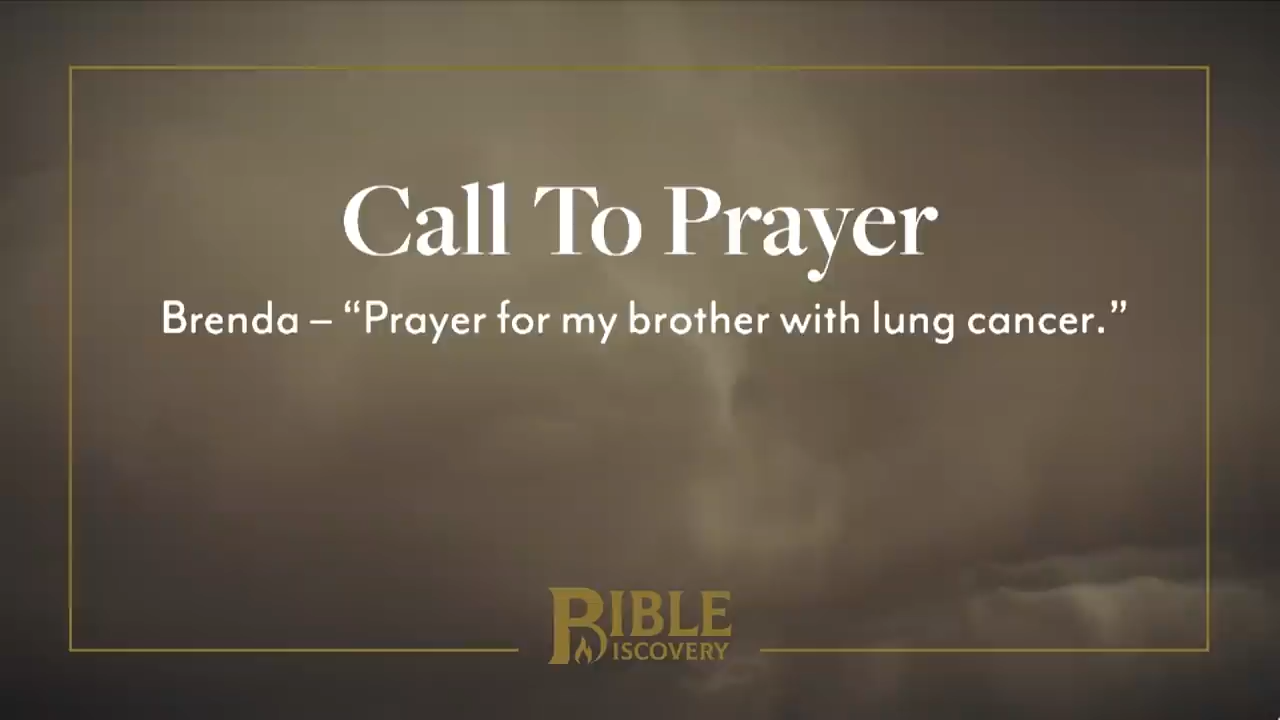 Call To Prayer
Brenda – “Prayer for my brother with lung cancer.”
BIBLE
DISCOVERY